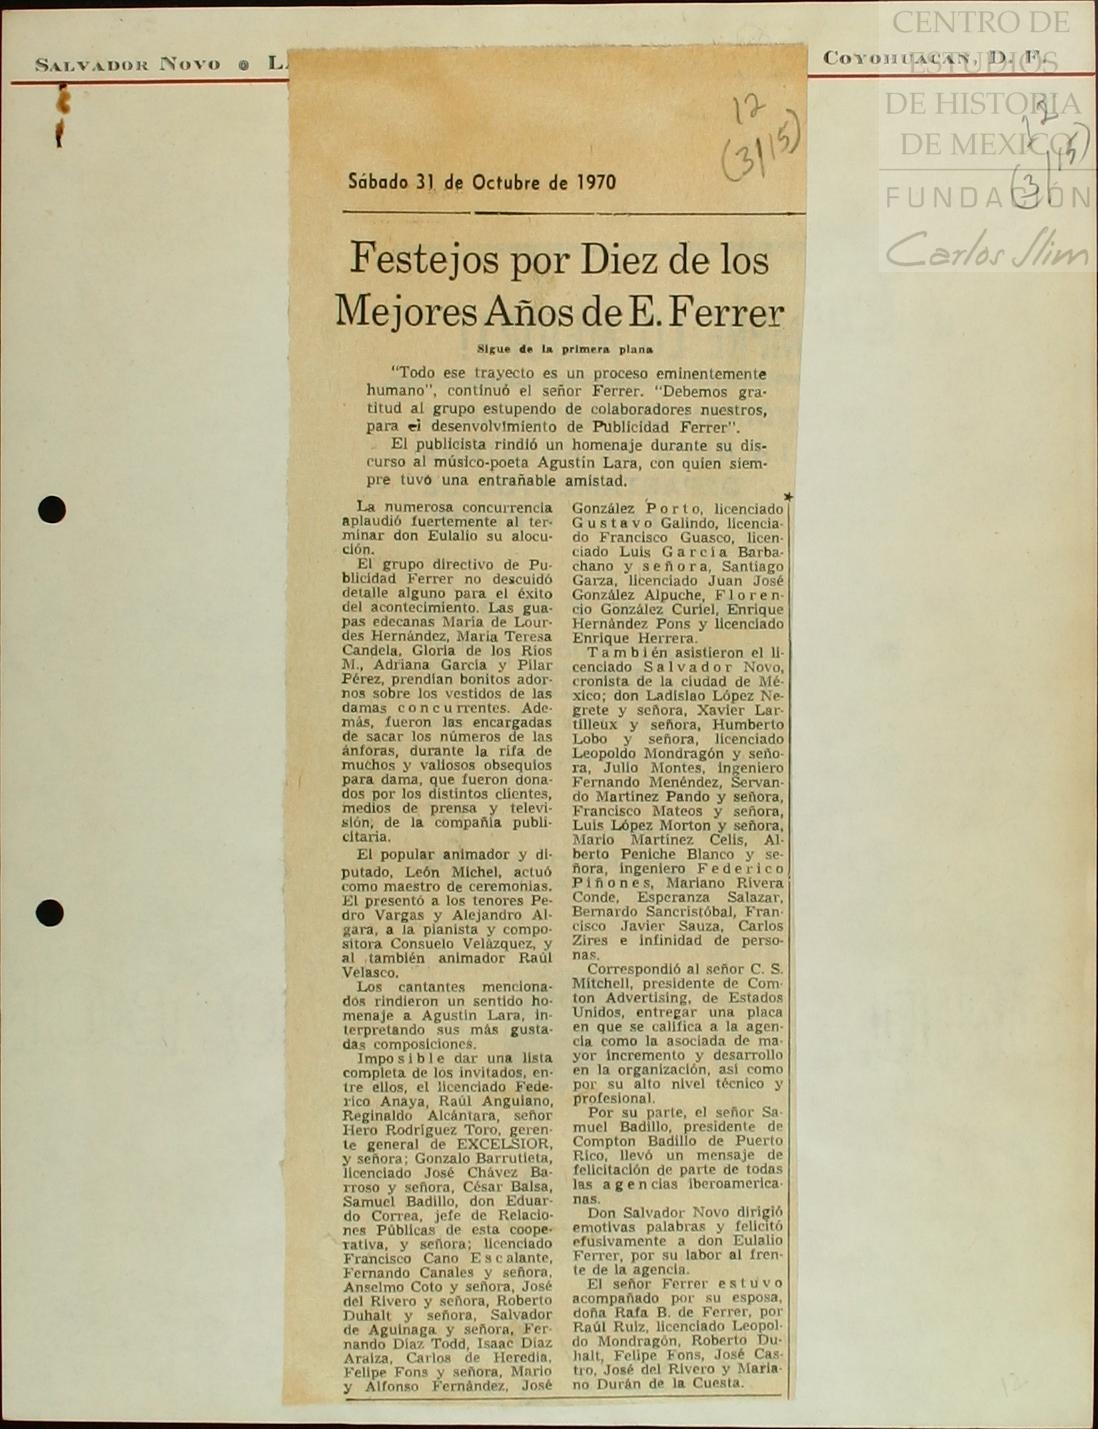 SALVADOR NOVO
COYOHUACAN, D. F.
CENTRO DE
ESTUDIOS
DE HISTORIA
DE MEXICO
FUNDACIÓN
Carlos Slim
12
(3/15)
12
(3/15)
Sábado 31 de Octubre de 1970
Festejos por Diez de los
Mejores Años de E. Ferrer
Sigue de la primera plana
"Todo ese trayecto es un proceso eminentemente
humano", continuó el señor Ferrer. "Debemos gra-
titud al grupo estupendo de colaboradores nuestros,
para el desenvolvimiento de Publicidad Ferrer".
El publicista rindió un homenaje durante su dis-
curso al músico-poeta Agustín Lara, con quien siem-
pre tuvo una entrañable amistad.
La numerosa concurrencia
aplaudió fuertemente al ter-
minar don Eulalio su alocu-
ción.
El grupo directivo de Pu-
blicidad Ferrer no descuidó
detalle alguno para el éxito
del acontecimiento. Las gua-
pas edecanas María de Lour-
des Hernández, María Teresa
Candela, Gloria de los Ríos
M., Adriana García y Pilar
Pérez, prendían bonitos ador-
nos sobre los vestidos de las
damas concurrentes. Ade-
más, fueron las encargadas
de sacar los números de las
ánforas, durante la rifa de
muchos y valiosos obsequios
para dama, que fueron dona-
dos por los distintos clientes,
medios de prensa y televi-
sión, de la compañía publi-
citaria.
El popular animador y di-
putado, León Michel, actuó
como maestro de ceremonias.
El presentó a los tenores Pe-
dro Vargas y Alejandro Al-
gara, a la pianista y compo-
sitora Consuelo Velázquez, y
al también animador Raúl
Velasco.
Los cantantes menciona-
dos rindieron un sentido ho-
menaje a Agustín Lara, in-
terpretando sus más gusta-
das composiciones.
Imposible dar una lista
completa de los invitados, en-
tre ellos, el licenciado Fede-
rico Anaya, Raúl Anguiano,
Reginaldo Alcántara, señor
Hero Rodríguez Toro, geren-
te general de EXCELSIOR,
y señora; Gonzalo Barrutieta,
licenciado José Chávez Ba-
rroso y señora, César Balsa,
Samuel Badillo, don Eduar-
do Correa, jefe de Relacio-
nes Públicas de esta coope-
rativa, y señora; licenciado
Francisco Cano Escalante,
Fernando Canales y señora,
Anselmo Coto y señora, José
del Rivero y señora, Roberto
Duhalt y señora, Salvador
de Aguinaga y señora, Fer-
nando Díaz Todd, Isaac Díaz
Araiza, Carlos de Heredia,
Felipe Fons y señora, Mario
y Alfonso Fernández, José
González Porto, licenciado
Gustavo Galindo, licencia-
do Francisco Guasco, licen-
ciado Luis García Barba-
chano y señora, Santiago
Garza, licenciado Juan José
González Alpuche, Floren-
cio González Curiel, Enrique
Hernández Pons y licenciado
Enrique Herrera.
También asistieron el li-
cenciado Salvador Novo,
cronista de la ciudad de Mé-
xico; don Ladislao López Ne-
grete y señora, Xavier Lar-
tilleux y señora, Humberto
Lobo y señora, licenciado
Leopoldo Mondragón y seño-
ra, Julio Montes, ingeniero
Fernando Menéndez, Servan-
do Martínez Pando y señora,
Francisco Mateos y señora,
Luis López Morton y señora,
Mario Martínez Celis, Al-
berto Peniche Blanco y se-
ñora, ingeniero Federico
Piñones, Mariano Rivera
Conde, Esperanza Salazar,
Bernardo Sancristóbal, Fran-
cisco Javier Sauza, Carlos
Zires e infinidad de perso-
nas.
Correspondió al señor C. S.
Mitchell, presidente de Com-
ton Advertising, de Estados
Unidos, entregar una placa
en que se califica a la agen-
cia como la asociada de ma-
yor incremento y desarrollo
en la organización, así como
por su alto nivel técnico y
profesional.
Por su parte, el señor Sa-
muel Badillo, presidente de
Compton Badillo de Puerto
Rico, llevó un mensaje de
felicitación de parte de todas
las agencias iberoamerica-
nas.
Don Salvador Novo dirigió
emotivas palabras y felicitó
efusivamente a don Eulalio
Ferrer, por su labor al fren-
te de la agencia.
El señor Ferrer estuvo
acompañado por su esposa,
doña Rafa B. de Ferrer, por
Raúl Ruiz, licenciado Leopol-
do Mondragón, Roberto Du-
halt, Felipe Fons, José Cas-
tro, José del Rivero y Maria-
no Durán de la Cuesta.
12